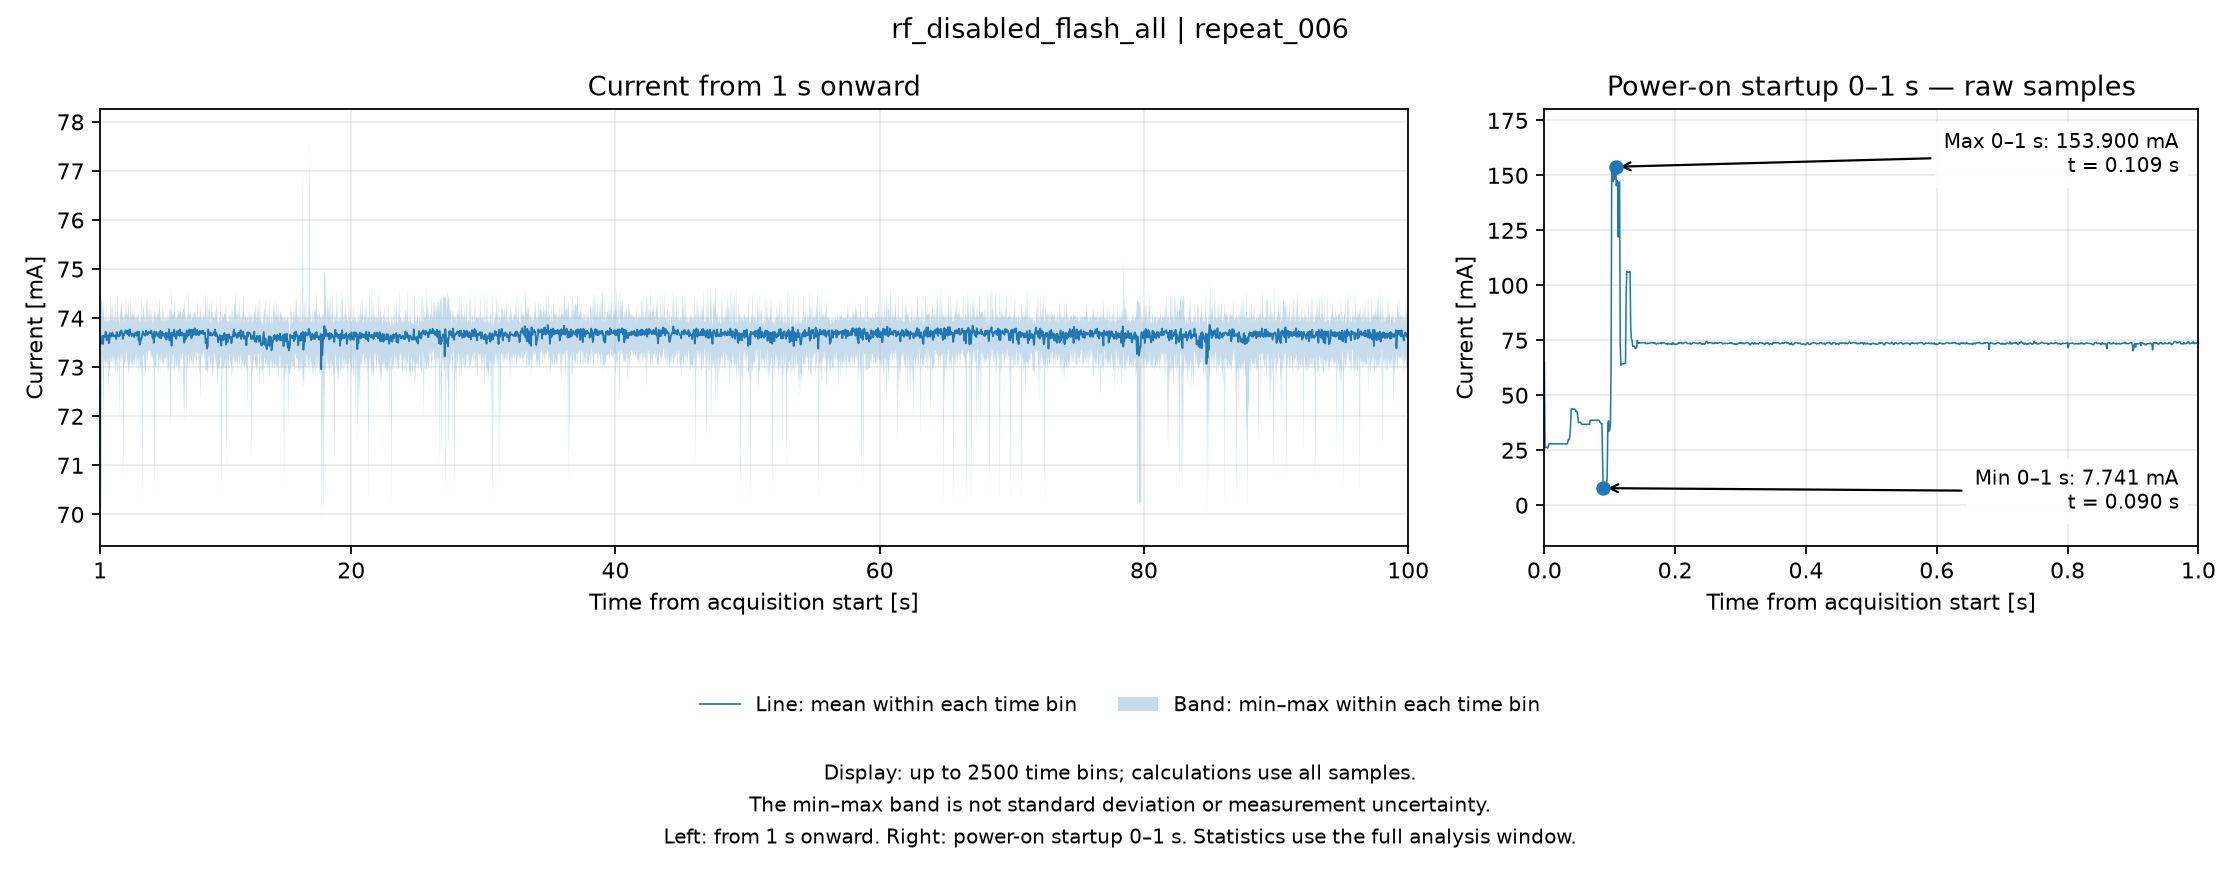 rf_disabled_flash_all | repeat_006
Current from 1 s onward
78
77
76
75
74
73
72
71
70
Current [mA]
1
20
40
60
80
100
Time from acquisition start [s]
Power-on startup 0–1 s — raw samples
175
150
125
100
75
50
25
0
Current [mA]
Max 0–1 s: 153.900 mA
t = 0.109 s
Min 0–1 s: 7.741 mA
t = 0.090 s
0.0
0.2
0.4
0.6
0.8
1.0
Time from acquisition start [s]
Line: mean within each time bin
Band: min–max within each time bin
Display: up to 2500 time bins; calculations use all samples.
The min–max band is not standard deviation or measurement uncertainty.
Left: from 1 s onward. Right: power-on startup 0–1 s. Statistics use the full analysis window.